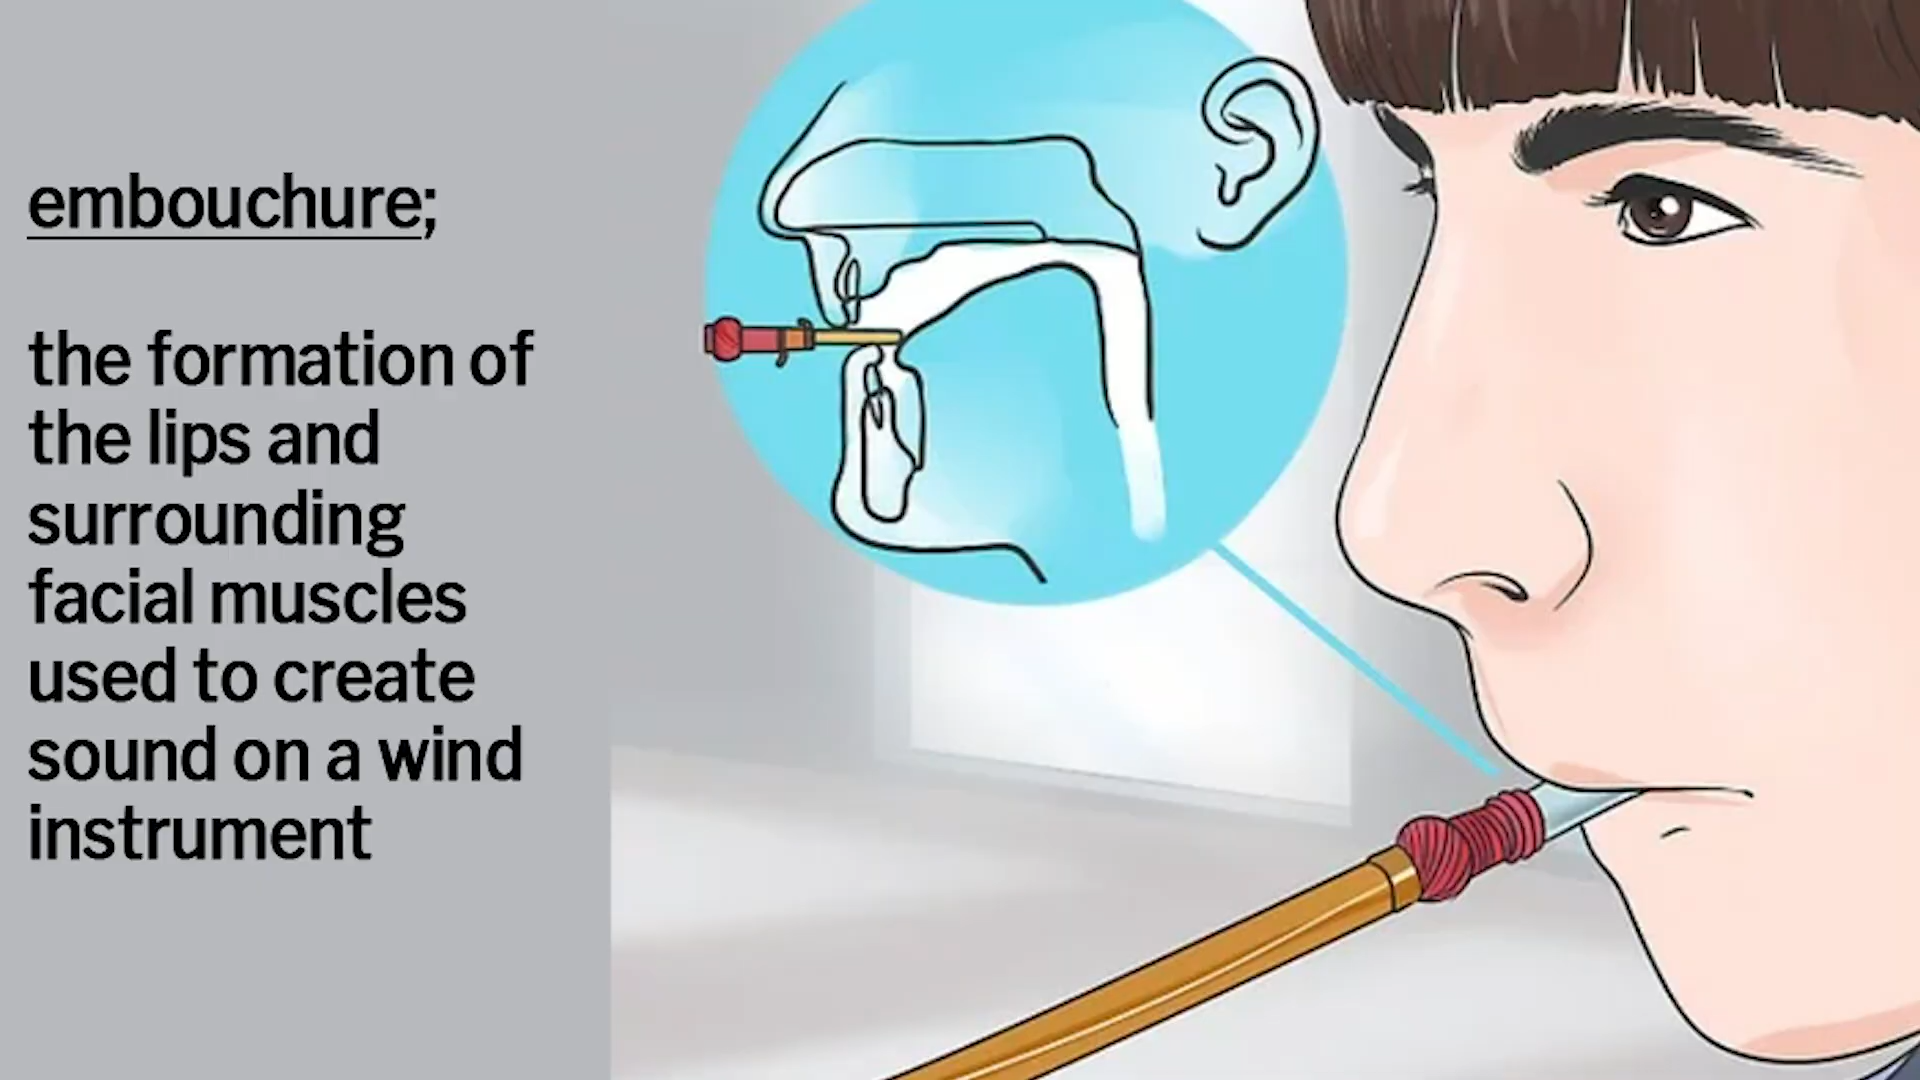 embouchure;
the formation of
the lips and
surrounding
facial muscles
used to create
sound on a wind
instrument